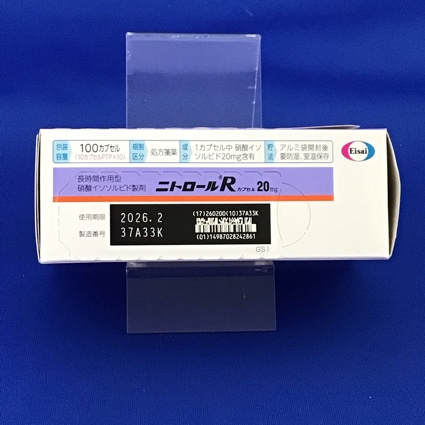 包装容量 100カプセル (10カプセルPTP×10) 規制区分 処方箋薬 成分 1カプセル中 硝酸イソソルビド20mg含有 貯法 アルミ袋開封後要防湿、室温保存 Eisai
長時間作用型
硝酸イソソルビド製剤
ニトロール®R カプセル 20mg
使用期限 2026.2
製造番号 37A33K
(17)260200(10)37A33K
(01)14987028242861
GS1